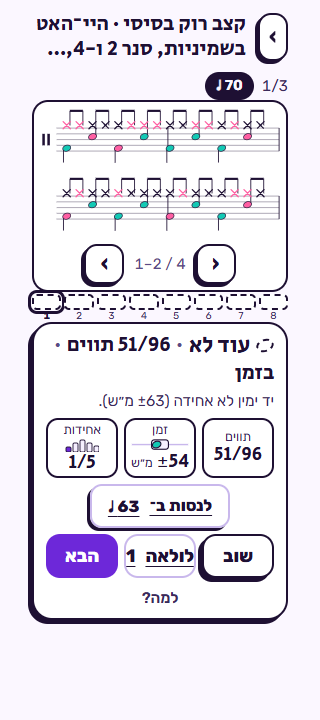 קצב רוק בסיסי · היי־האט
בשמיניות, סנר 2 ו-4,...
1/3 ♩ 70
1–2 / 4
1 2 3 4 5 6 7 8
עוד לא · 51/96 תווים ·
בזמן
יד ימין לא אחידה (±63 מ״ש).
תווים זמן אחידות
51/96 ±54 מ״ש 1/5
לנסות ב־ ♩ 63
שוב לולאה 1 הבא
למה?